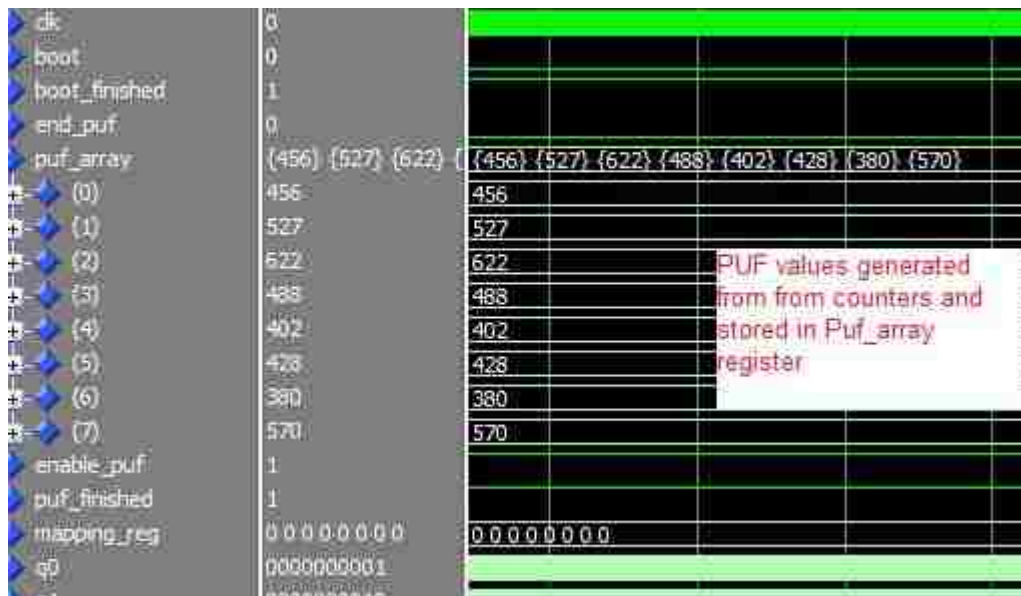 clk 0
boot 0
boot_finished 1
end_puf 0
puf_array {456} {527} {622} { {456} {527} {622} {488} {402} {428} {380} {570}
(0) 456 456
(1) 527 527
(2) 622 622
(3) 488 488
(4) 402 402
(5) 428 428
(6) 380 380
(7) 570 570
PUF values generated
from from counters and
stored in Puf_array
register
enable_puf 1
puf_finished 1
mapping_reg 0 0 0 0 0 0 0 0 0 0 0 0 0 0 0 0
q0 0000000001